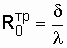 R₀ᵀᴾ = δ/λ